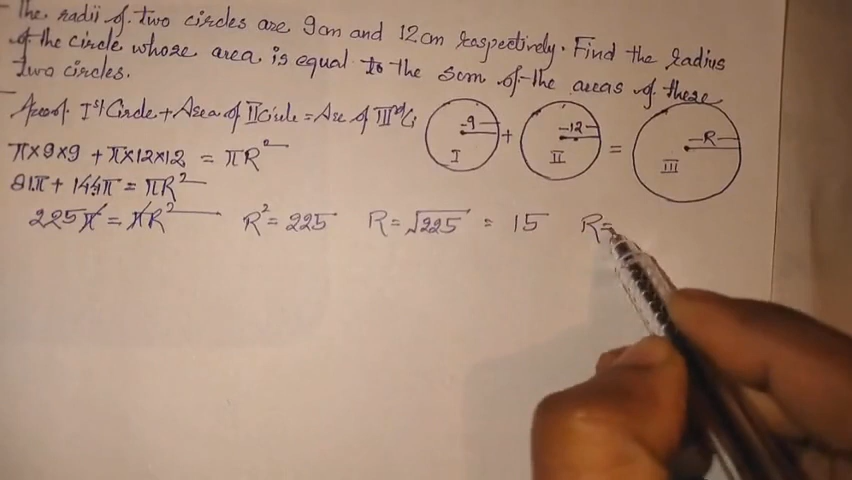 The radii of two circles are 9cm and 12cm respectively. Find the radius
of the circle whose area is equal to the sum of the areas of these
two circles.
Area of Ist Circle + Area of II Circle = Are of IIIrd Ci
9 + 12 = R
I II III
π×9×9 + π×12×12 = πR²
81π + 144π = πR²
225π = πR² R² = 225 R = √225 = 15 R=